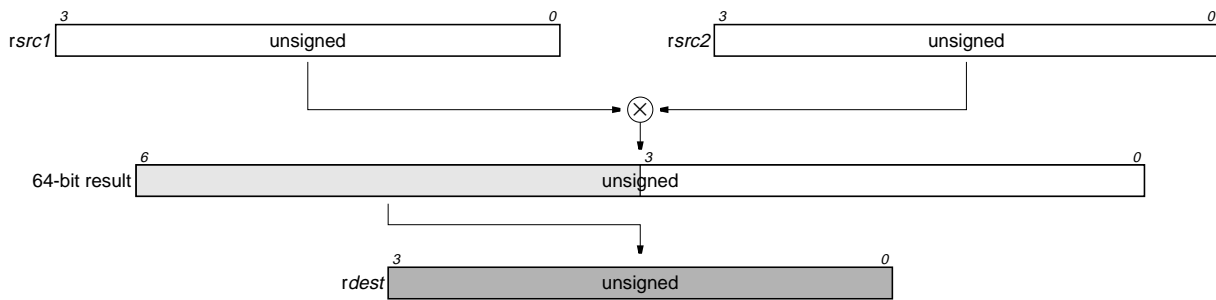 3 0 3 0
rsrc1 unsigned rsrc2 unsigned
6 3 0
64-bit result unsigned
3 0
rdest unsigned